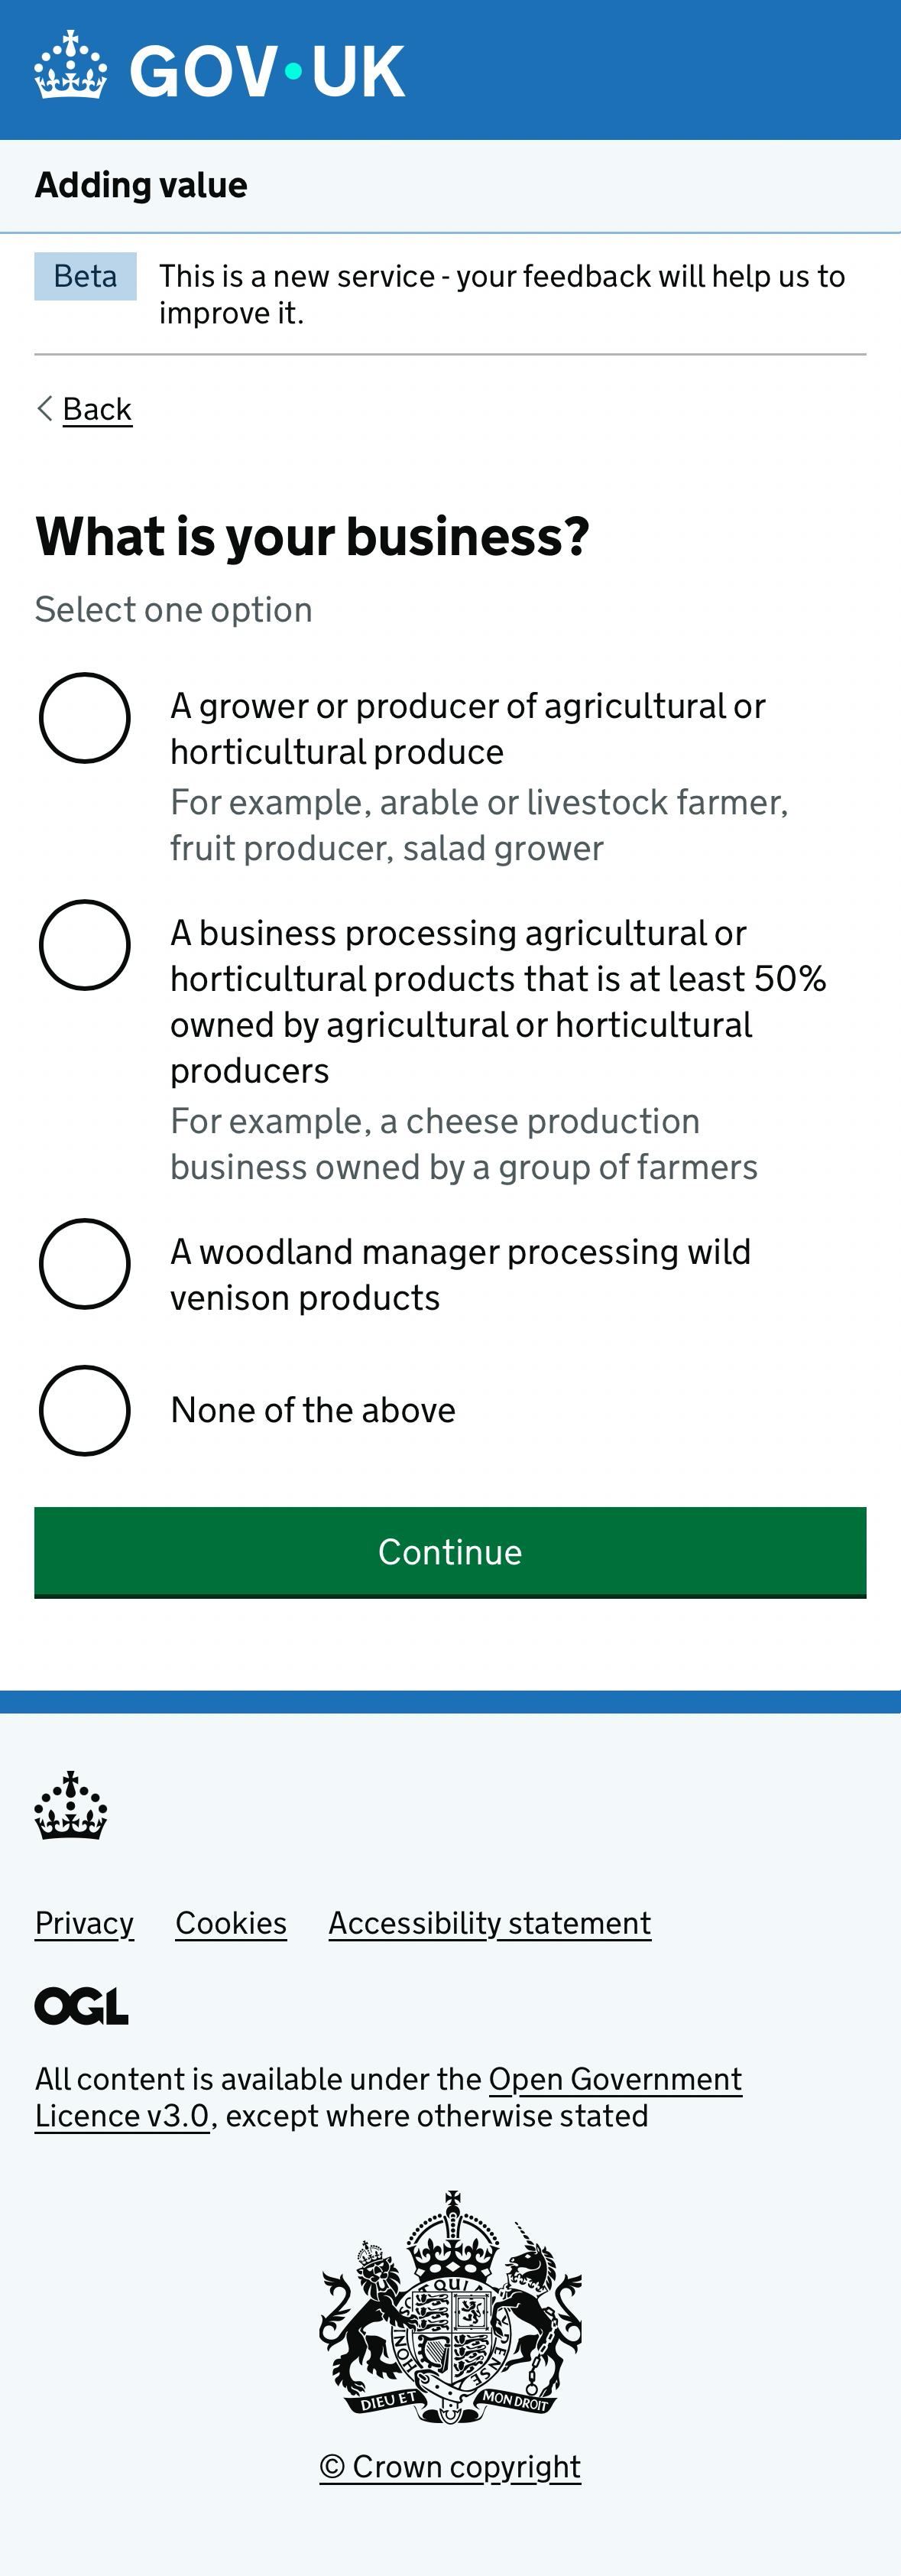 GOV·UK
Adding value
Beta
This is a new service - your feedback will help us to
improve it.
Back
What is your business?
Select one option
A grower or producer of agricultural or
horticultural produce
For example, arable or livestock farmer,
fruit producer, salad grower
A business processing agricultural or
horticultural products that is at least 50%
owned by agricultural or horticultural
producers
For example, a cheese production
business owned by a group of farmers
A woodland manager processing wild
venison products
None of the above
Continue
Privacy Cookies Accessibility statement
OGL
All content is available under the Open Government
Licence v3.0, except where otherwise stated
QUI
HONI
PENSE
DIEU ET MON DROIT
© Crown copyright